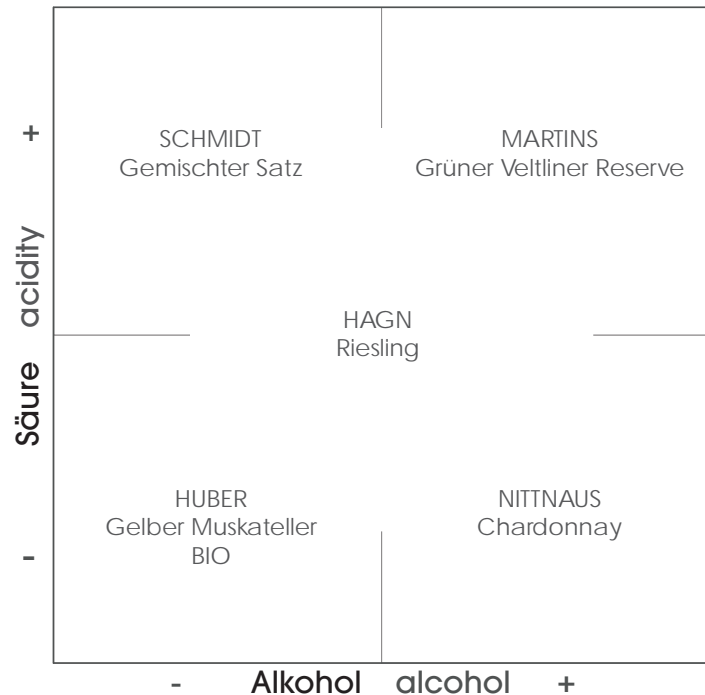 +
SCHMIDT
Gemischter Satz
MARTINS
Grüner Veltliner Reserve
HAGN
Riesling
Säure acidity
HUBER
Gelber Muskateller
BIO
NITTNAUS
Chardonnay
-
- Alkohol alcohol +